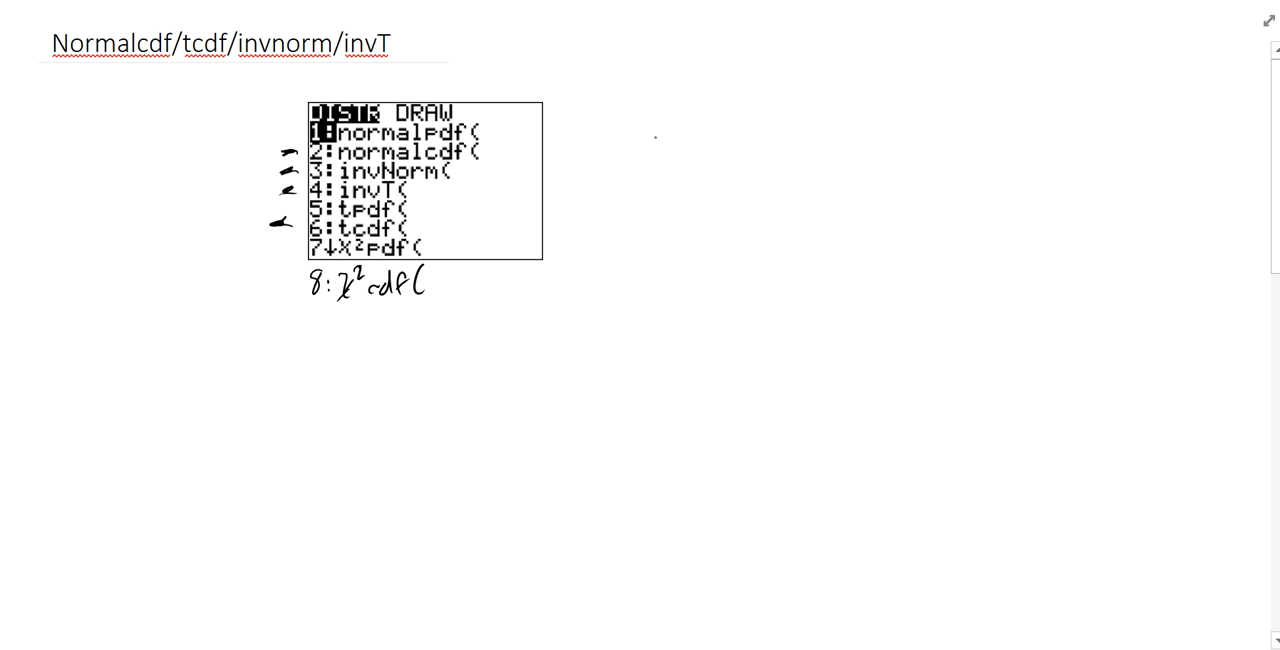 Normalcdf/tcdf/invnorm/invT
DISTR DRAW
1:normalpdf(
2:normalcdf(
3:invNorm(
4:invT(
5:tpdf(
6:tcdf(
7↓χ²pdf(
8:χ²cdf(